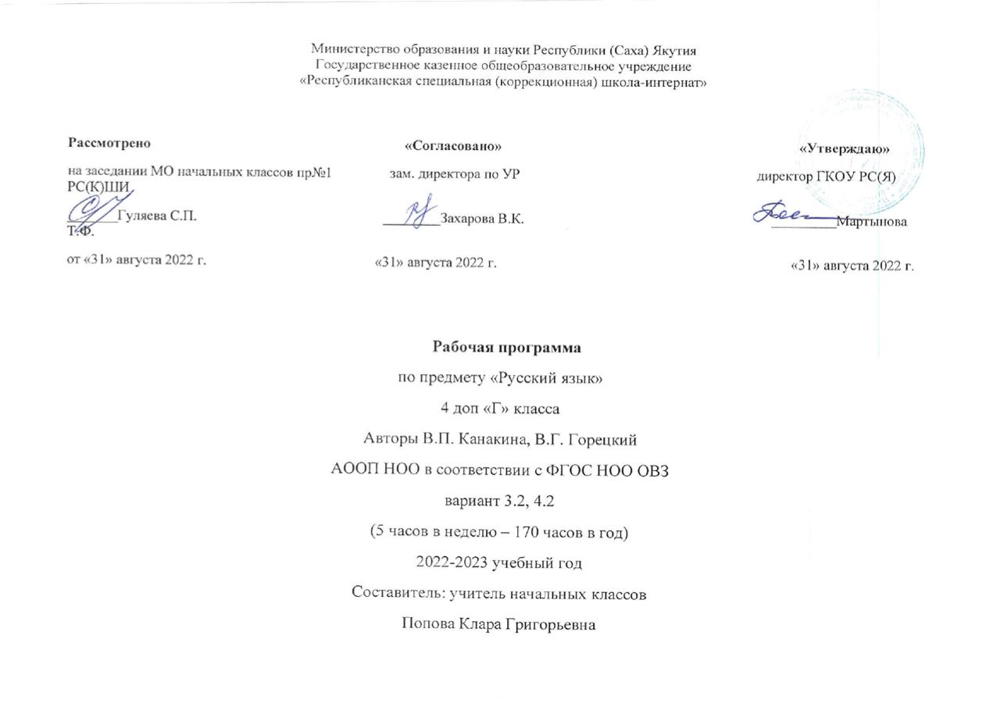 Министерство образования и науки Республики (Саха) Якутия
Государственное казенное общеобразовательное учреждение
«Республиканская специальная (коррекционная) школа-интернат»
Рассмотрено
на заседании МО начальных классов пр№1
РС(К)ШИ
Гуляева С.П.
Т.Ф.
от «31» августа 2022 г.
«Согласовано»
зам. директора по УР
Захарова В.К.
«31» августа 2022 г.
«Утверждаю»
директор ГКОУ РС(Я)
Мартынова
«31» августа 2022 г.
Рабочая программа
по предмету «Русский язык»
4 доп «Г» класса
Авторы В.П. Канакина, В.Г. Горецкий
АООП НОО в соответствии с ФГОС НОО ОВЗ
вариант 3.2, 4.2
(5 часов в неделю – 170 часов в год)
2022-2023 учебный год
Составитель: учитель начальных классов
Попова Клара Григорьевна